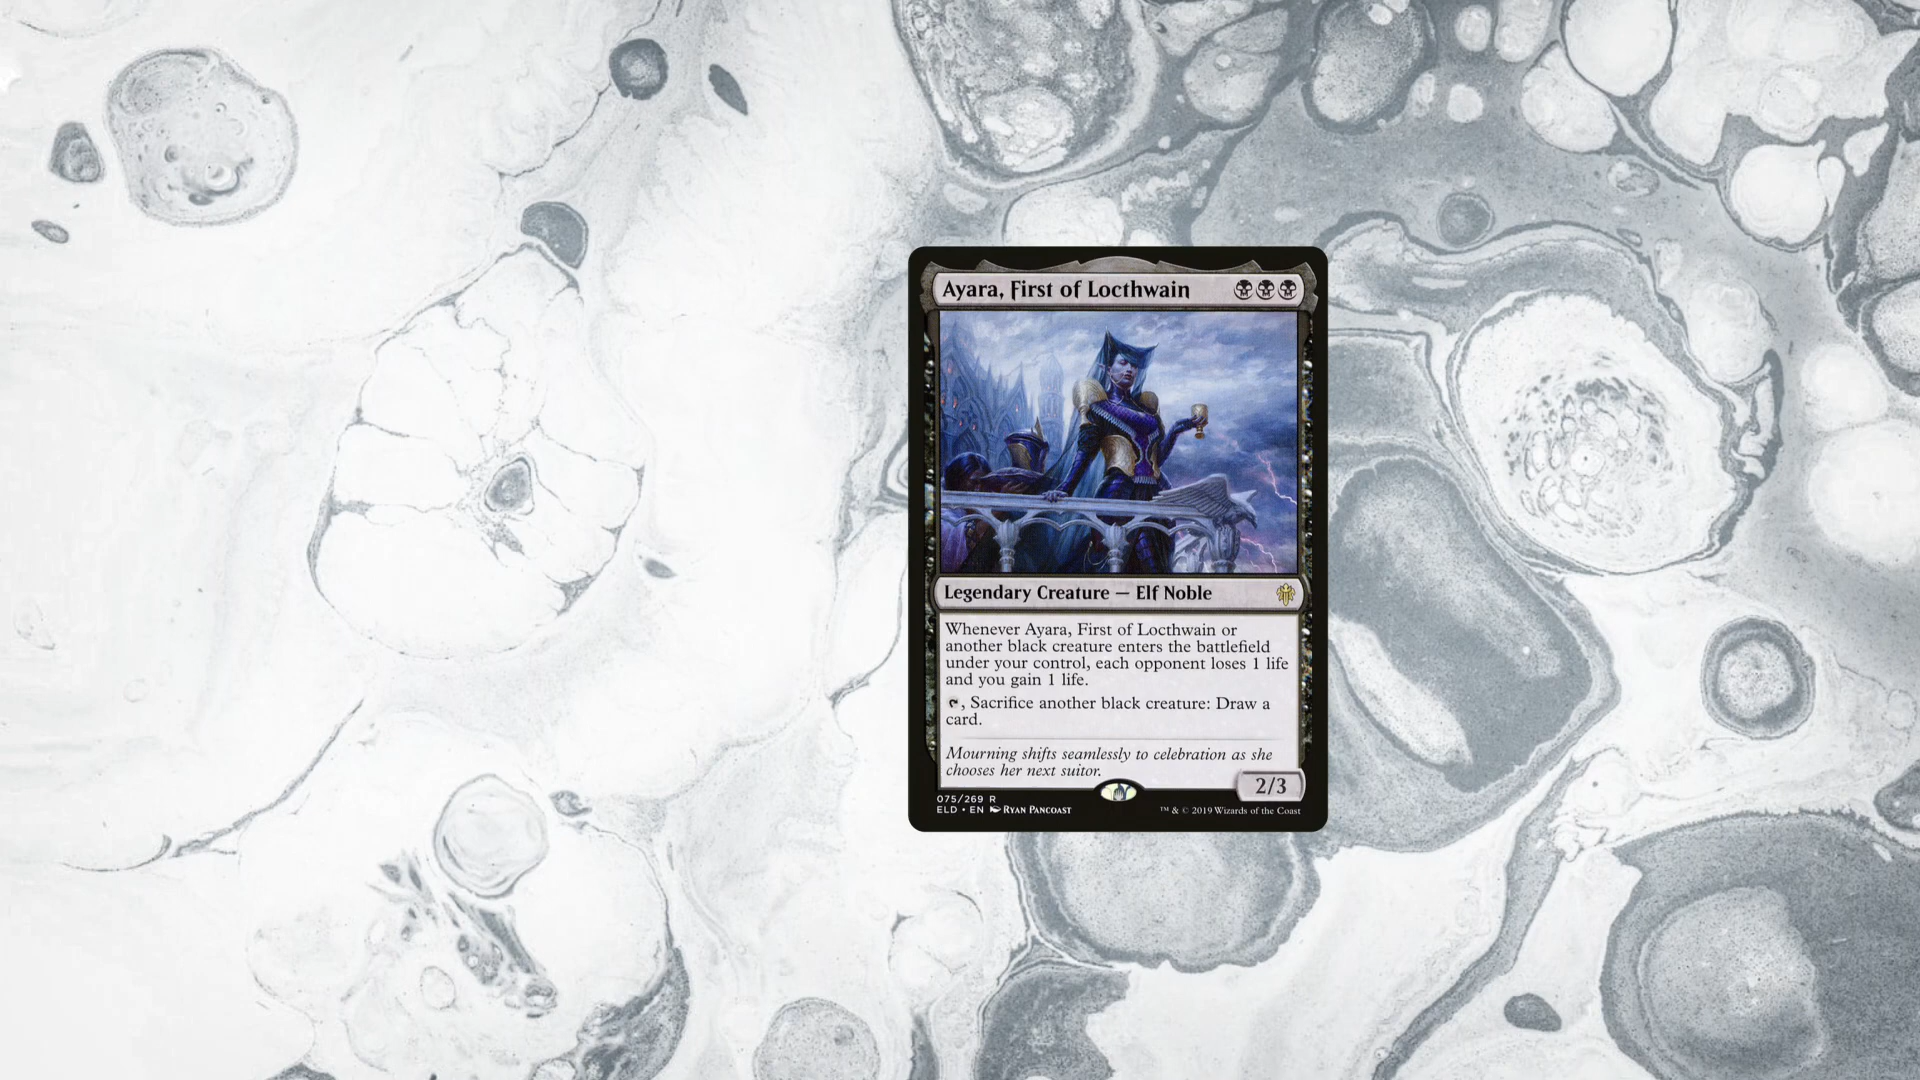 Ayara, First of Locthwain
Legendary Creature — Elf Noble
Whenever Ayara, First of Locthwain or
another black creature enters the battlefield
under your control, each opponent loses 1 life
and you gain 1 life.
, Sacrifice another black creature: Draw a
card.
Mourning shifts seamlessly to celebration as she
chooses her next suitor.
2/3
075/269 R
ELD • EN Ryan Pancoast
™ & © 2019 Wizards of the Coast